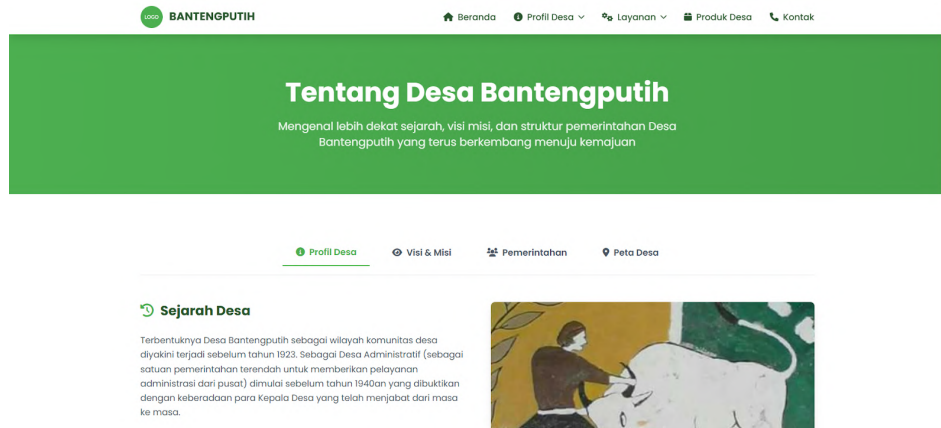 LOGO BANTENGPUTIH Beranda Profil Desa Layanan Produk Desa Kontak
Tentang Desa Bantengputih
Mengenal lebih dekat sejarah, visi misi, dan struktur pemerintahan Desa
Bantengputih yang terus berkembang menuju kemajuan
Profil Desa Visi & Misi Pemerintahan Peta Desa
Sejarah Desa
Terbentuknya Desa Bantengputih sebagai wilayah komunitas desa
diyakini terjadi sebelum tahun 1923. Sebagai Desa Administratif (sebagai
satuan pemerintahan terendah untuk memberikan pelayanan
administrasi dari pusat) dimulai sebelum tahun 1940an yang dibuktikan
dengan keberadaan para Kepala Desa yang telah menjabat dari masa
ke masa.